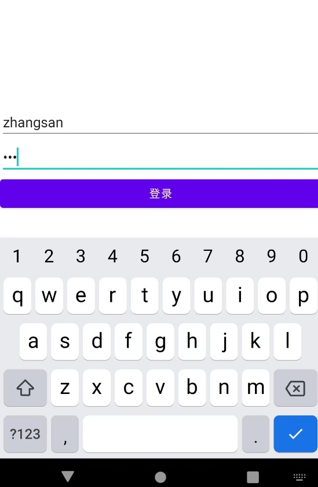 zhangsan
•••
登录
1 2 3 4 5 6 7 8 9 0
q w e r t y u i o p
a s d f g h j k l
z x c v b n m
?123 , .